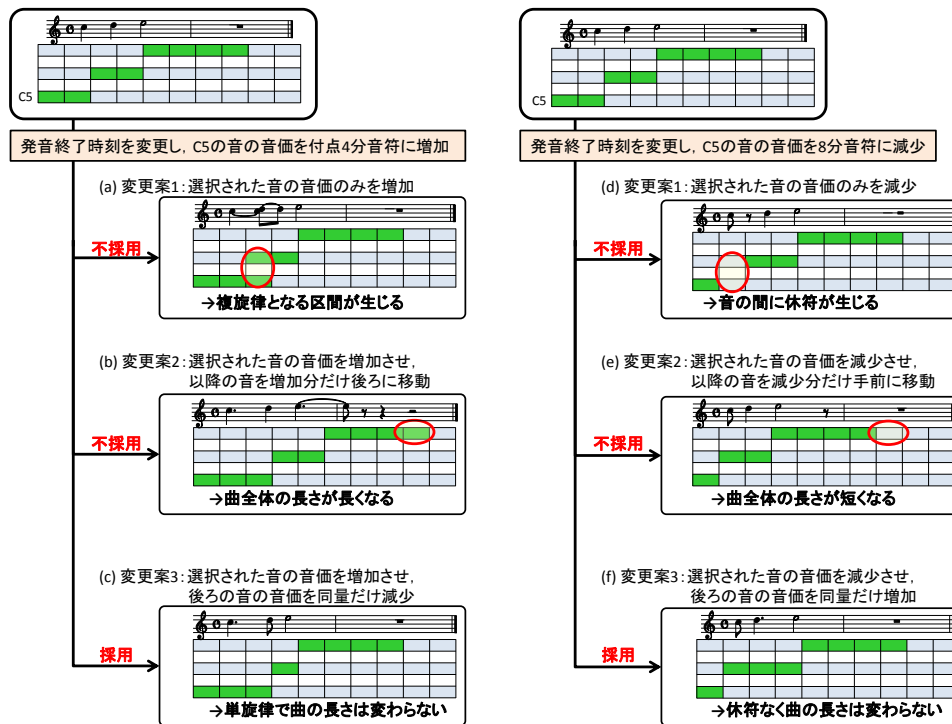 C5
発音終了時刻を変更し，C5の音の音価を付点4分音符に増加
(a) 変更案1：選択された音の音価のみを増加
不採用
→複旋律となる区間が生じる
(b) 変更案2：選択された音の音価を増加させ，
以降の音を増加分だけ後ろに移動
不採用
→曲全体の長さが長くなる
(c) 変更案3：選択された音の音価を増加させ，
後ろの音の音価を同量だけ減少
採用
→単旋律で曲の長さは変わらない
C5
発音終了時刻を変更し，C5の音の音価を8分音符に減少
(d) 変更案1：選択された音の音価のみを減少
不採用
→音の間に休符が生じる
(e) 変更案2：選択された音の音価を減少させ，
以降の音を減少分だけ手前に移動
不採用
→曲全体の長さが短くなる
(f) 変更案3：選択された音の音価を減少させ，
後ろの音の音価を同量だけ増加
採用
→休符なく曲の長さは変わらない